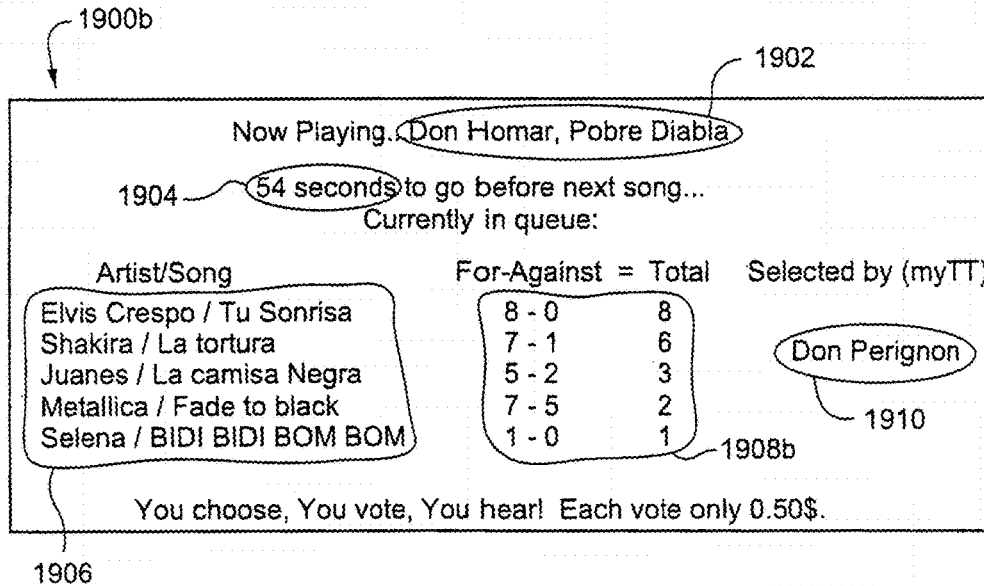 1900b
1902
Now Playing..Don Homar, Pobre Diabla
1904 54 seconds to go before next song...
Currently in queue:
Artist/Song For-Against = Total Selected by (myTT)
Elvis Crespo / Tu Sonrisa 8 - 0 8
Shakira / La tortura 7 - 1 6 Don Perignon
Juanes / La camisa Negra 5 - 2 3
Metallica / Fade to black 7 - 5 2 1910
Selena / BIDI BIDI BOM BOM 1 - 0 1 1908b
You choose, You vote, You hear! Each vote only 0.50$.
1906